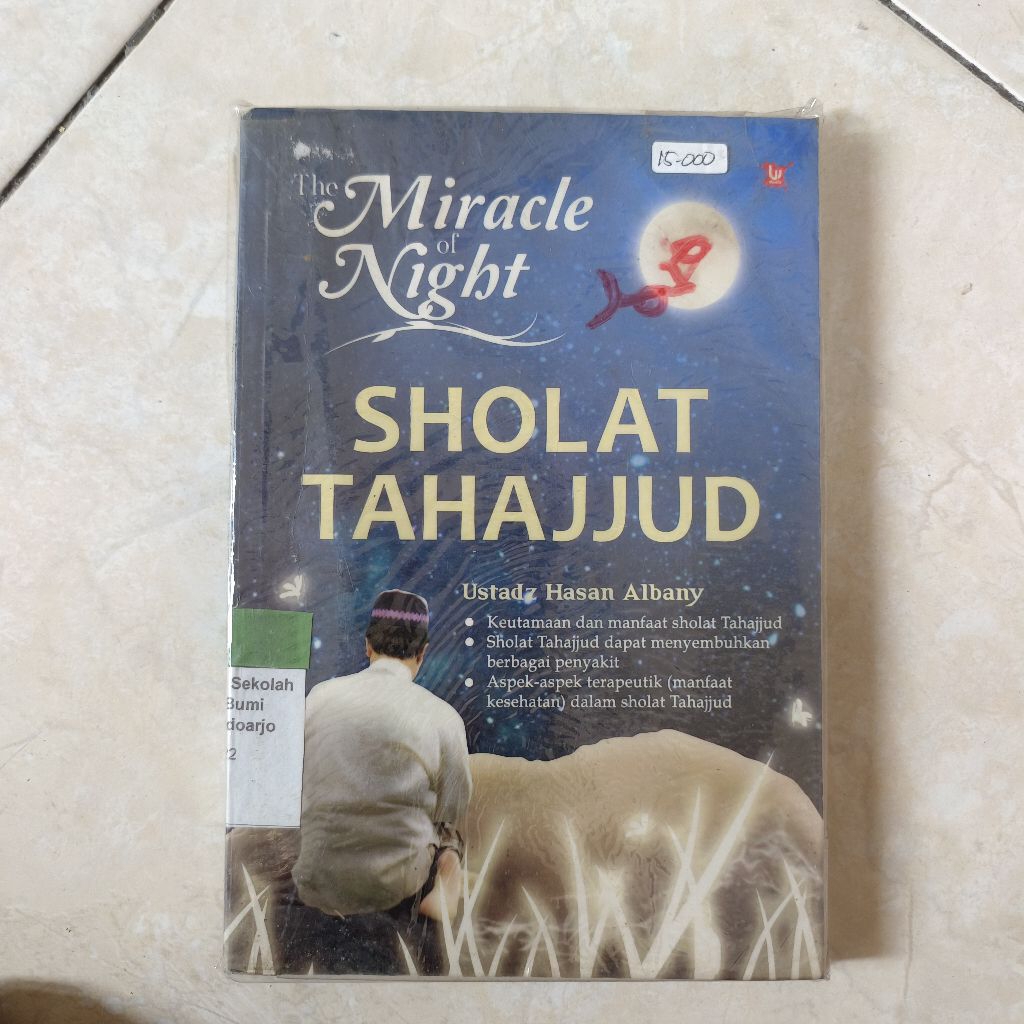 15-000
The Miracle
of
Night
SHOLAT
TAHAJJUD
Ustadz Hasan Albany
• Keutamaan dan manfaat sholat Tahajjud
• Sholat Tahajjud dapat menyembuhkan
berbagai penyakit
• Aspek-aspek terapeutik (manfaat
kesehatan) dalam sholat Tahajjud
Sekolah
Bumi
doarjo